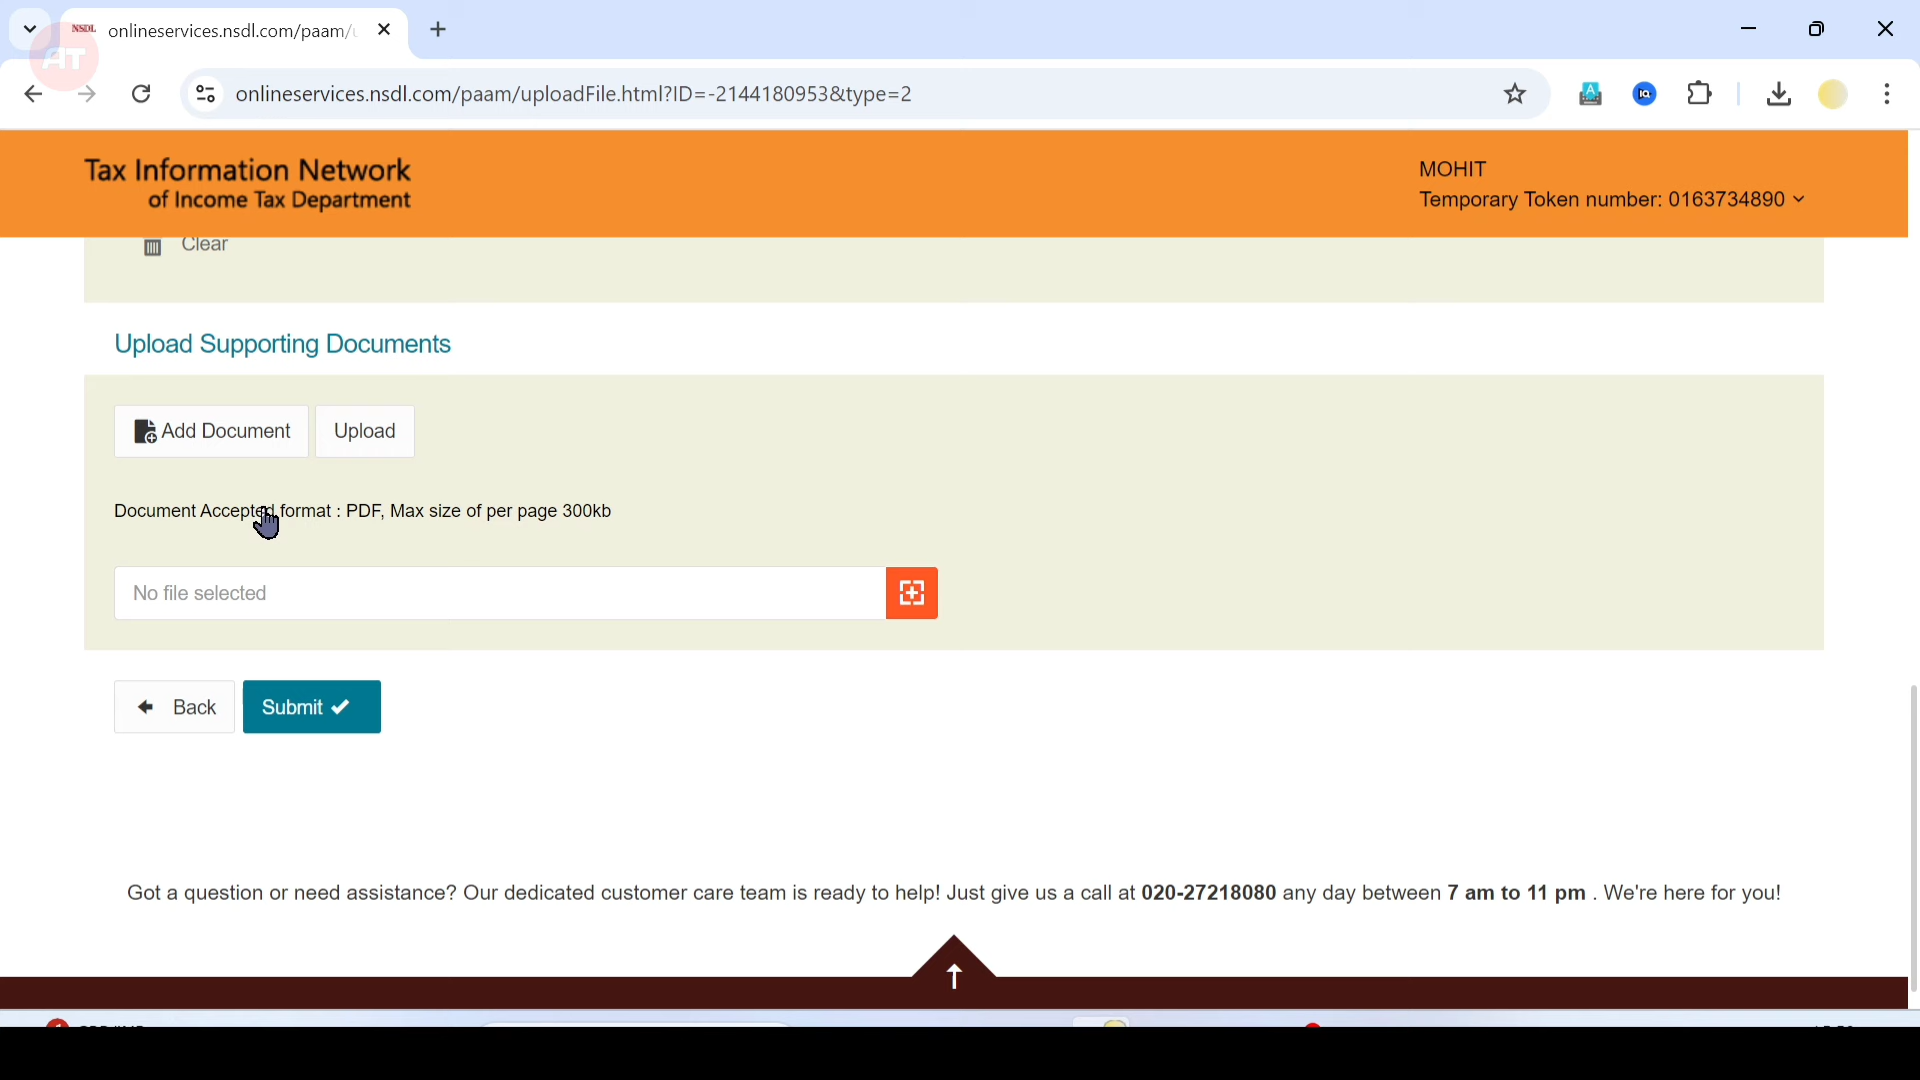 NSDL onlineservices.nsdl.com/paam/
AT
onlineservices.nsdl.com/paam/uploadFile.html?ID=-2144180953&type=2
Tax Information Network
of Income Tax Department
MOHIT
Temporary Token number: 0163734890
Clear
Upload Supporting Documents
Add Document
Upload
Document Accepted format : PDF, Max size of per page 300kb
No file selected
Back
Submit
Got a question or need assistance? Our dedicated customer care team is ready to help! Just give us a call at 020-27218080 any day between 7 am to 11 pm . We're here for you!